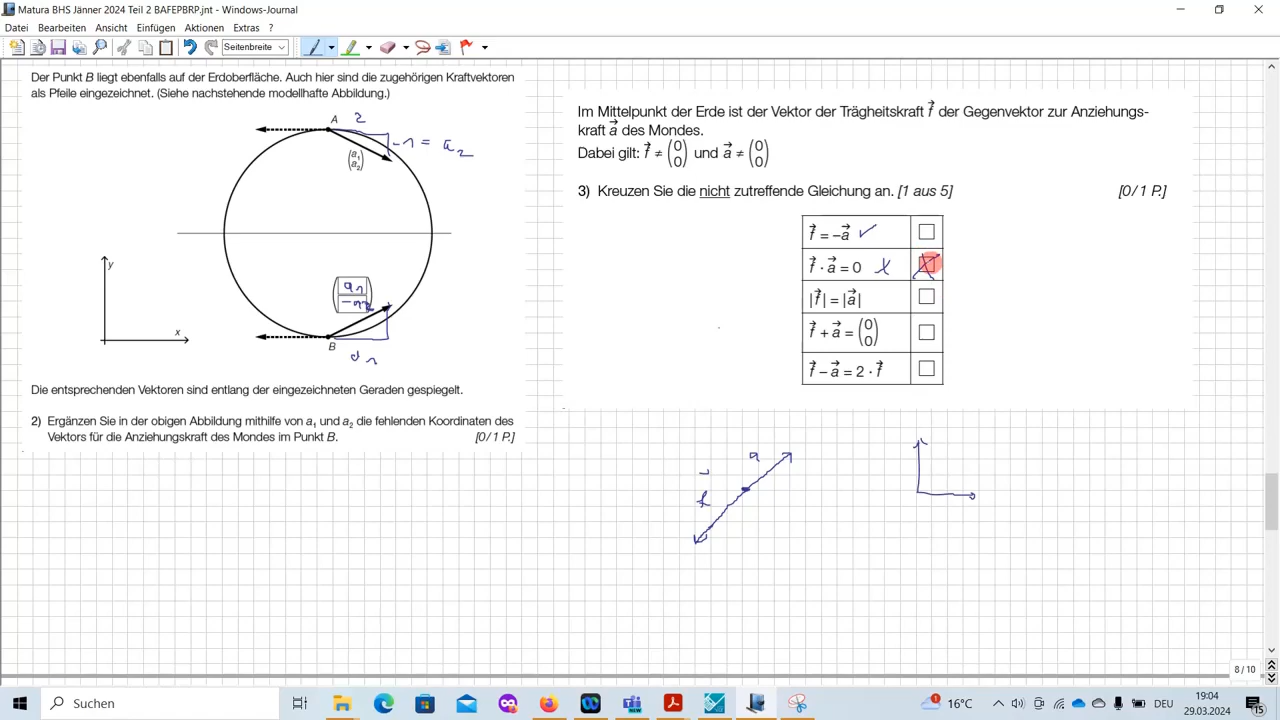 Matura BHS Jänner 2024 Teil 2 BAFEPBRP.jnt - Windows-Journal
Datei Bearbeiten Ansicht Einfügen Aktionen Extras ?
Seitenbreite
Der Punkt B liegt ebenfalls auf der Erdoberfläche. Auch hier sind die zugehörigen Kraftvektoren
als Pfeile eingezeichnet. (Siehe nachstehende modellhafte Abbildung.)
A
2
-1 = a₂
(a₁
a₂)
y
x
a₁
-a₂
B
a₁
Die entsprechenden Vektoren sind entlang der eingezeichneten Geraden gespiegelt.
2) Ergänzen Sie in der obigen Abbildung mithilfe von a₁ und a₂ die fehlenden Koordinaten des
Vektors für die Anziehungskraft des Mondes im Punkt B. [0/1 P.]
Im Mittelpunkt der Erde ist der Vektor der Trägheitskraft f⃗ der Gegenvektor zur Anziehungs-
kraft a⃗ des Mondes.
Dabei gilt: f⃗ ≠ (0 0) und a⃗ ≠ (0 0)
3) Kreuzen Sie die nicht zutreffende Gleichung an. [1 aus 5] [0/1 P.]
f⃗ = –a⃗ ✓
f⃗ · a⃗ = 0 X
|f⃗| = |a⃗|
f⃗ + a⃗ = (0 0)
f⃗ – a⃗ = 2 · f⃗
a
f
8 / 10
Suchen
1
16°C
DEU
19:04
29.03.2024
15